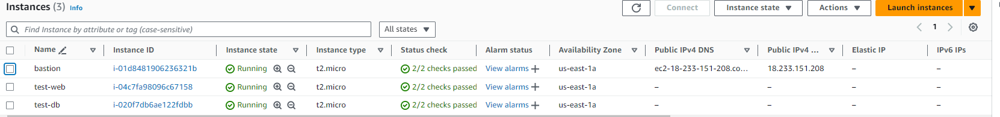 Instances (3) Info Connect Instance state Actions Launch instances
Find Instance by attribute or tag (case-sensitive) All states 1
Name Instance ID Instance state Instance type Status check Alarm status Availability Zone Public IPv4 DNS Public IPv4 ... Elastic IP IPv6 IPs
bastion i-01d8481906236321b Running t2.micro 2/2 checks passed View alarms + us-east-1a ec2-18-233-151-208.co... 18.233.151.208 – –
test-web i-04c7fa98096c67158 Running t2.micro 2/2 checks passed View alarms + us-east-1a – – – –
test-db i-020f7db6ae122fdbb Running t2.micro 2/2 checks passed View alarms + us-east-1a – – – –